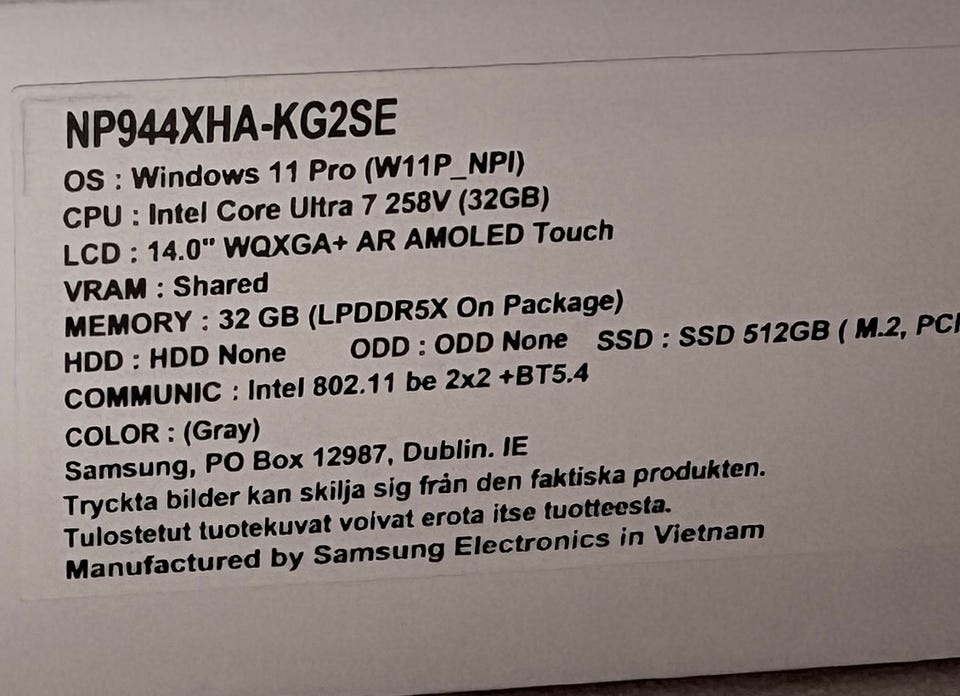 NP944XHA-KG2SE
OS : Windows 11 Pro (W11P_NPI)
CPU : Intel Core Ultra 7 258V (32GB)
LCD : 14.0" WQXGA+ AR AMOLED Touch
VRAM : Shared
MEMORY : 32 GB (LPDDR5X On Package)
HDD : HDD None ODD : ODD None SSD : SSD 512GB ( M.2, PCI
COMMUNIC : Intel 802.11 be 2x2 +BT5.4
COLOR : (Gray)
Samsung, PO Box 12987, Dublin. IE
Tryckta bilder kan skilja sig från den faktiska produkten.
Tulostetut tuotekuvat voivat erota itse tuotteesta.
Manufactured by Samsung Electronics in Vietnam